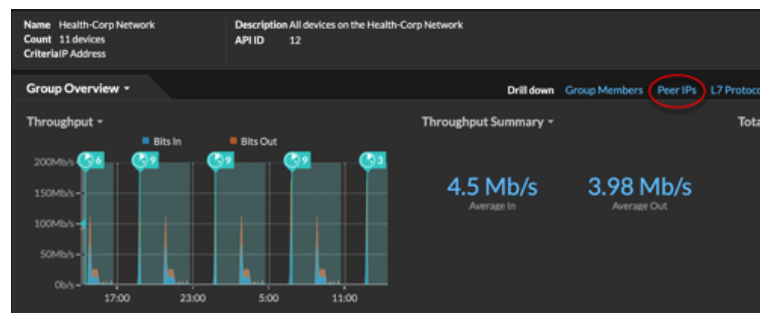 Name Health-Corp Network
Count 11 devices
CriteriaIP Address
Description All devices on the Health-Corp Network
API ID 12
Group Overview
Drill down Group Members Peer IPs L7 Protoco
Throughput
Bits In Bits Out
200Mb/s
150Mb/s
100Mb/s
50Mb/s
0b/s
6 9 9 9 3
17:00 23:00 5:00 11:00
Throughput Summary
4.5 Mb/s
Average In
3.98 Mb/s
Average Out
Tota